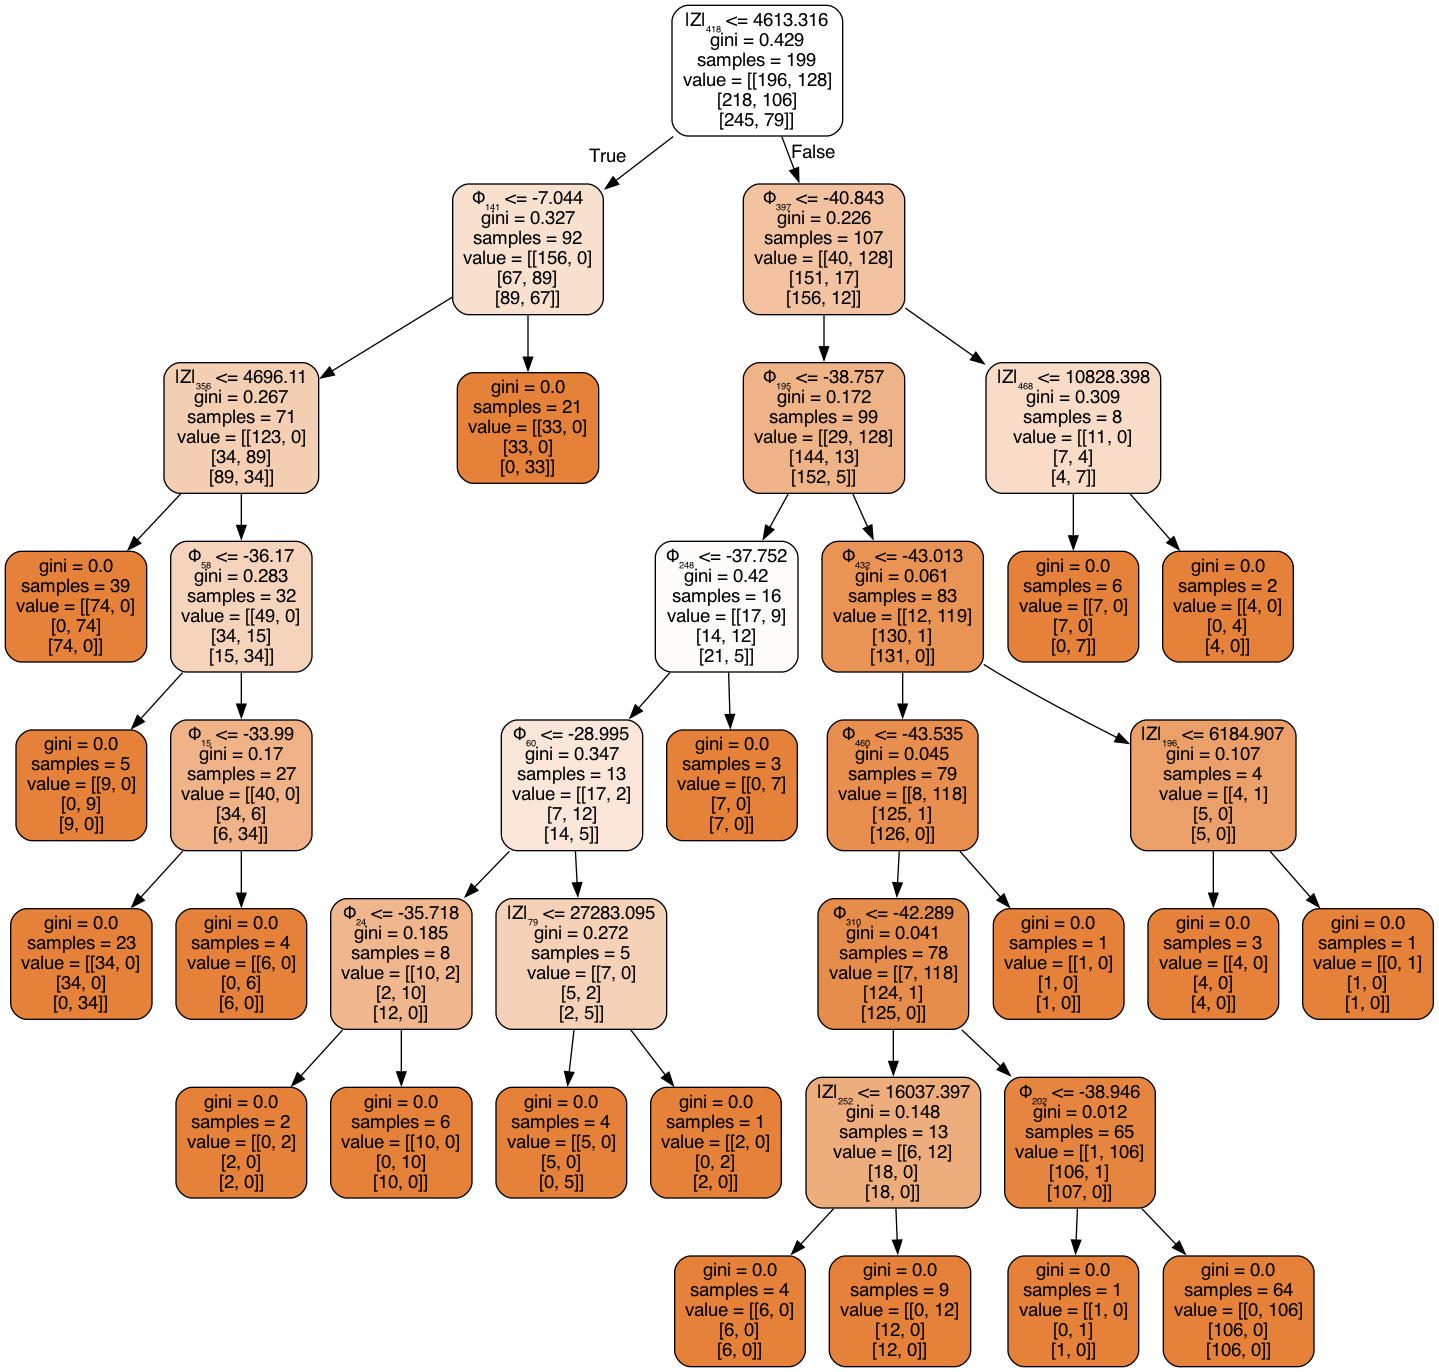 |Z|₄₁₈ <= 4613.316
gini = 0.429
samples = 199
value = [[196, 128]
[218, 106]
[245, 79]]
True
False
Φ₁₄₁ <= -7.044
gini = 0.327
samples = 92
value = [[156, 0]
[67, 89]
[89, 67]]
Φ₃₉₇ <= -40.843
gini = 0.226
samples = 107
value = [[40, 128]
[151, 17]
[156, 12]]
|Z|₃₅₆ <= 4696.11
gini = 0.267
samples = 71
value = [[123, 0]
[34, 89]
[89, 34]]
gini = 0.0
samples = 21
value = [[33, 0]
[33, 0]
[0, 33]]
Φ₁₉₅ <= -38.757
gini = 0.172
samples = 99
value = [[29, 128]
[144, 13]
[152, 5]]
|Z|₄₆₈ <= 10828.398
gini = 0.309
samples = 8
value = [[11, 0]
[7, 4]
[4, 7]]
gini = 0.0
samples = 39
value = [[74, 0]
[0, 74]
[74, 0]]
Φ₅₈ <= -36.17
gini = 0.283
samples = 32
value = [[49, 0]
[34, 15]
[15, 34]]
Φ₂₄₈ <= -37.752
gini = 0.42
samples = 16
value = [[17, 9]
[14, 12]
[21, 5]]
Φ₄₃₂ <= -43.013
gini = 0.061
samples = 83
value = [[12, 119]
[130, 1]
[131, 0]]
gini = 0.0
samples = 6
value = [[7, 0]
[7, 0]
[0, 7]]
gini = 0.0
samples = 2
value = [[4, 0]
[0, 4]
[4, 0]]
gini = 0.0
samples = 5
value = [[9, 0]
[0, 9]
[9, 0]]
Φ₁₅ <= -33.99
gini = 0.17
samples = 27
value = [[40, 0]
[34, 6]
[6, 34]]
Φ₆₀ <= -28.995
gini = 0.347
samples = 13
value = [[17, 2]
[7, 12]
[14, 5]]
gini = 0.0
samples = 3
value = [[0, 7]
[7, 0]
[7, 0]]
Φ₄₆₀ <= -43.535
gini = 0.045
samples = 79
value = [[8, 118]
[125, 1]
[126, 0]]
|Z|₁₉₆ <= 6184.907
gini = 0.107
samples = 4
value = [[4, 1]
[5, 0]
[5, 0]]
gini = 0.0
samples = 23
value = [[34, 0]
[34, 0]
[0, 34]]
gini = 0.0
samples = 4
value = [[6, 0]
[0, 6]
[6, 0]]
Φ₂₄ <= -35.718
gini = 0.185
samples = 8
value = [[10, 2]
[2, 10]
[12, 0]]
|Z|₇₉ <= 27283.095
gini = 0.272
samples = 5
value = [[7, 0]
[5, 2]
[2, 5]]
Φ₃₁₀ <= -42.289
gini = 0.041
samples = 78
value = [[7, 118]
[124, 1]
[125, 0]]
gini = 0.0
samples = 1
value = [[1, 0]
[1, 0]
[1, 0]]
gini = 0.0
samples = 3
value = [[4, 0]
[4, 0]
[4, 0]]
gini = 0.0
samples = 1
value = [[0, 1]
[1, 0]
[1, 0]]
gini = 0.0
samples = 2
value = [[0, 2]
[2, 0]
[2, 0]]
gini = 0.0
samples = 6
value = [[10, 0]
[0, 10]
[10, 0]]
gini = 0.0
samples = 4
value = [[5, 0]
[5, 0]
[0, 5]]
gini = 0.0
samples = 1
value = [[2, 0]
[0, 2]
[2, 0]]
|Z|₂₅₂ <= 16037.397
gini = 0.148
samples = 13
value = [[6, 12]
[18, 0]
[18, 0]]
Φ₂₀₂ <= -38.946
gini = 0.012
samples = 65
value = [[1, 106]
[106, 1]
[107, 0]]
gini = 0.0
samples = 4
value = [[6, 0]
[6, 0]
[6, 0]]
gini = 0.0
samples = 9
value = [[0, 12]
[12, 0]
[12, 0]]
gini = 0.0
samples = 1
value = [[1, 0]
[0, 1]
[1, 0]]
gini = 0.0
samples = 64
value = [[0, 106]
[106, 0]
[106, 0]]